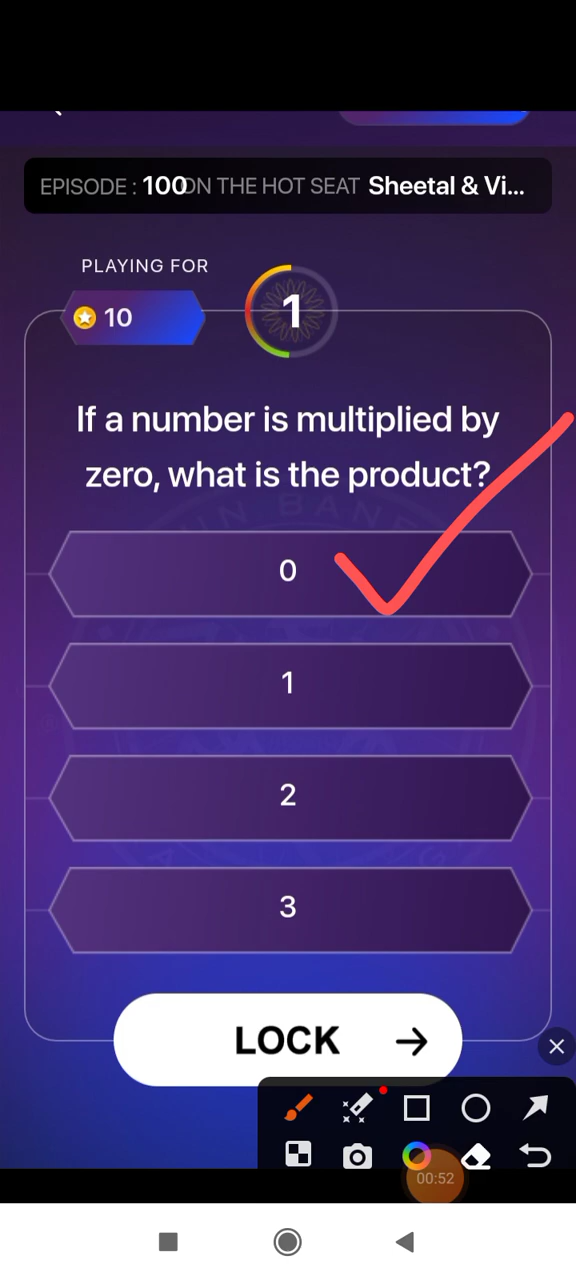 EPISODE : 100 ON THE HOT SEAT Sheetal & Vi...
PLAYING FOR
10
1
If a number is multiplied by
zero, what is the product?
0
1
2
3
LOCK
00:52